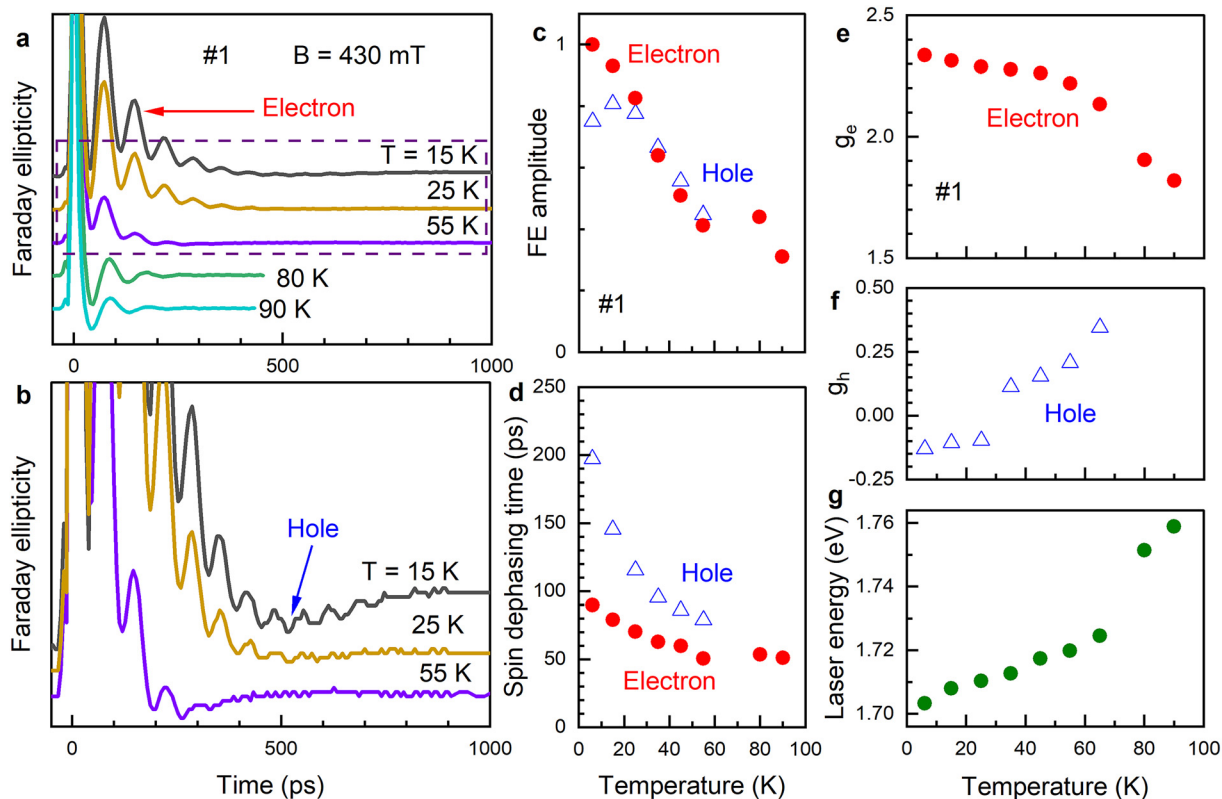 a
#1 B = 430 mT
Electron
T = 15 K
25 K
55 K
80 K
90 K
Faraday ellipticity
0 500 1000
b
Hole
T = 15 K
25 K
55 K
Faraday ellipticity
0 500 1000
Time (ps)
c
1
Electron
Hole
FE amplitude
#1
0
d
250
200
150
100
50
0
Hole
Electron
Spin dephasing time (ps)
0 20 40 60 80 100
Temperature (K)
e
2.5
2.0
1.5
Electron
#1
ge
f
0.50
0.25
0.00
-0.25
Hole
gh
g
1.76
1.74
1.72
1.70
Laser energy (eV)
0 20 40 60 80 100
Temperature (K)